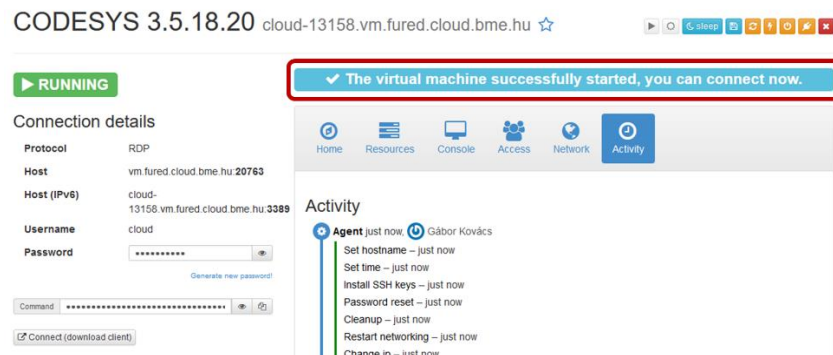 CODESYS 3.5.18.20 cloud-13158.vm.fured.cloud.bme.hu
sleep
RUNNING
The virtual machine successfully started, you can connect now.
Connection details
Protocol RDP
Host vm.fured.cloud.bme.hu:20763
Host (IPv6) cloud-
13158.vm.fured.cloud.bme.hu:3389
Username cloud
Password ••••••••••
Generate new password!
Command ••••••••••••••••••••••••••••••••••
Connect (download client)
Home Resources Console Access Network Activity
Activity
Agent just now, Gábor Kovács
Set hostname – just now
Set time – just now
Install SSH keys – just now
Password reset – just now
Cleanup – just now
Restart networking – just now
Change ip – just now